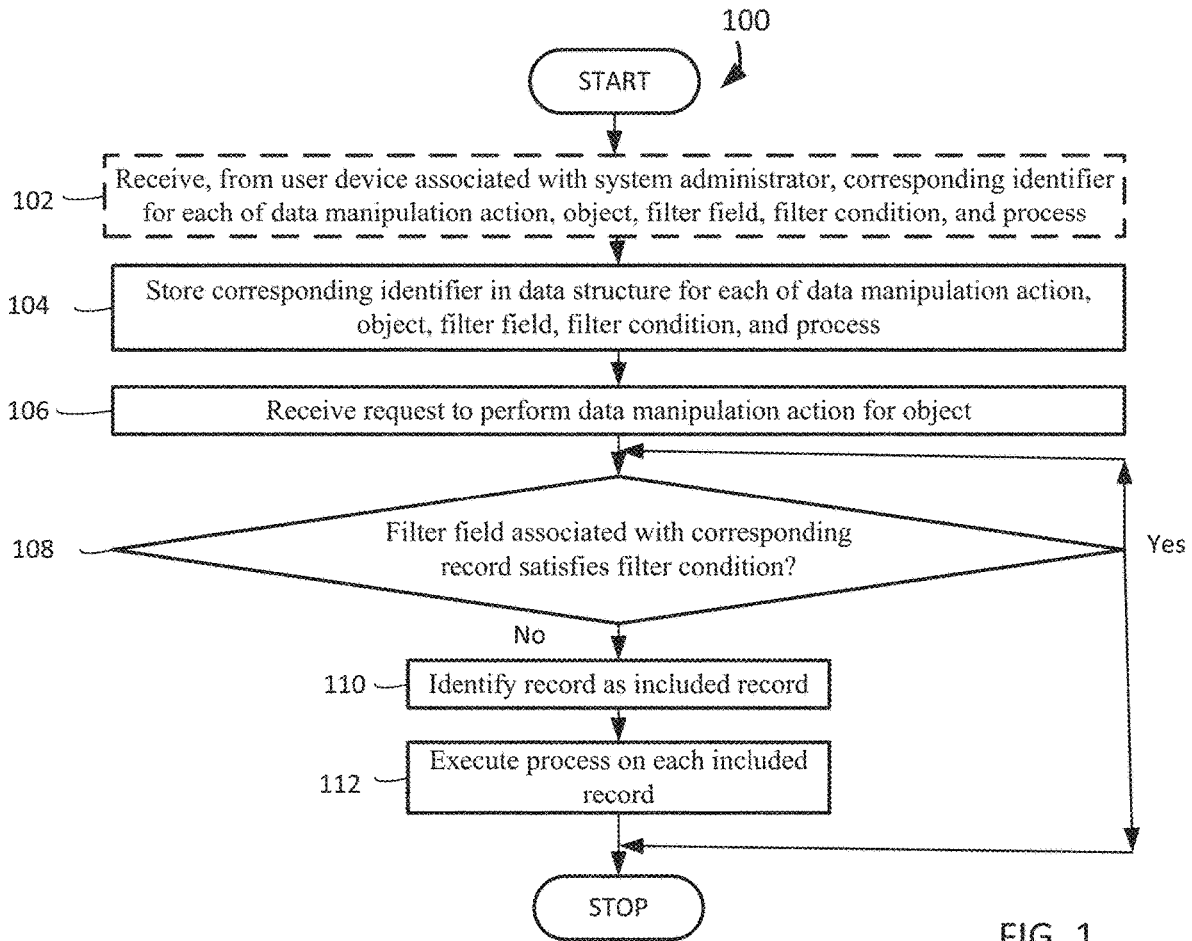 100
START
102
Receive, from user device associated with system administrator, corresponding identifier
for each of data manipulation action, object, filter field, filter condition, and process
104
Store corresponding identifier in data structure for each of data manipulation action,
object, filter field, filter condition, and process
106
Receive request to perform data manipulation action for object
108
Filter field associated with corresponding
record satisfies filter condition?
Yes
No
110
Identify record as included record
112
Execute process on each included
record
STOP
FIG. 1